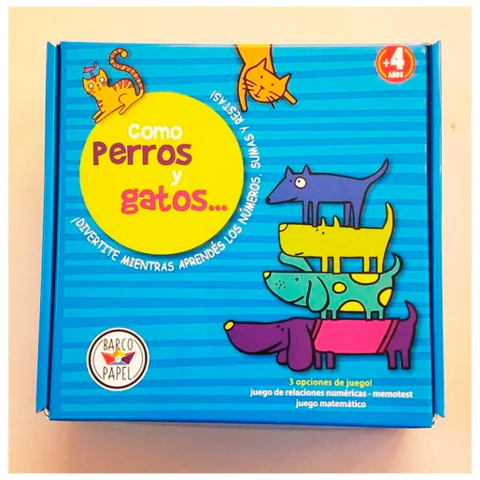 +4
AÑOS
Como
Perros
y
gatos...
¡DIVERTITE MIENTRAS APRENDÉS LOS NÚMEROS, SUMAS Y RESTAS!
BARCO
PAPEL
3 opciones de juego!
juego de relaciones numéricas - memotest
juego matemático